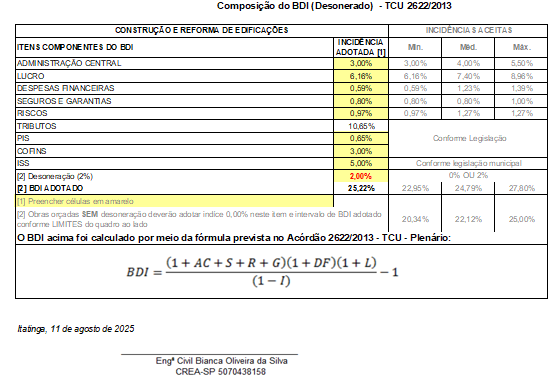 Composição do BDI (Desonerado) - TCU 2622/2013
CONSTRUÇÃO E REFORMA DE EDIFICAÇÕES INCIDÊNCIAS ACEITAS
ITENS COMPONENTES DO BDI INCIDÊNCIA ADOTADA [1] Mín. Méd. Máx.
ADMINISTRAÇÃO CENTRAL 3,00% 3,00% 4,00% 5,50%
LUCRO 6,16% 6,16% 7,40% 8,96%
DESPESAS FINANCEIRAS 0,59% 0,59% 1,23% 1,39%
SEGUROS E GARANTIAS 0,80% 0,80% 0,80% 1,00%
RISCOS 0,97% 0,97% 1,27% 1,27%
TRIBUTOS 10,65%
PIS 0,65% Conforme Legislação
COFINS 3,00%
ISS 5,00% Conforme legislação municipal
[2] Desoneração (2%) 2,00% 0% OU 2%
[2] BDI ADOTADO 25,22% 22,95% 24,79% 27,80%
[1] Preencher células em amarelo
[2] Obras orçadas SEM desoneração deverão adotar índice 0,00% neste item e intervalo de BDI adotado
conforme LIMITES do quadro ao lado 20,34% 22,12% 25,00%
O BDI acima foi calculado por meio da fórmula prevista no Acórdão 2622/2013 - TCU - Plenário:
BDI = (1 + AC + S + R + G)(1 + DF)(1 + L) / (1 − I) − 1
Itatinga, 11 de agosto de 2025
Engª Civil Bianca Oliveira da Silva
CREA-SP 5070438158